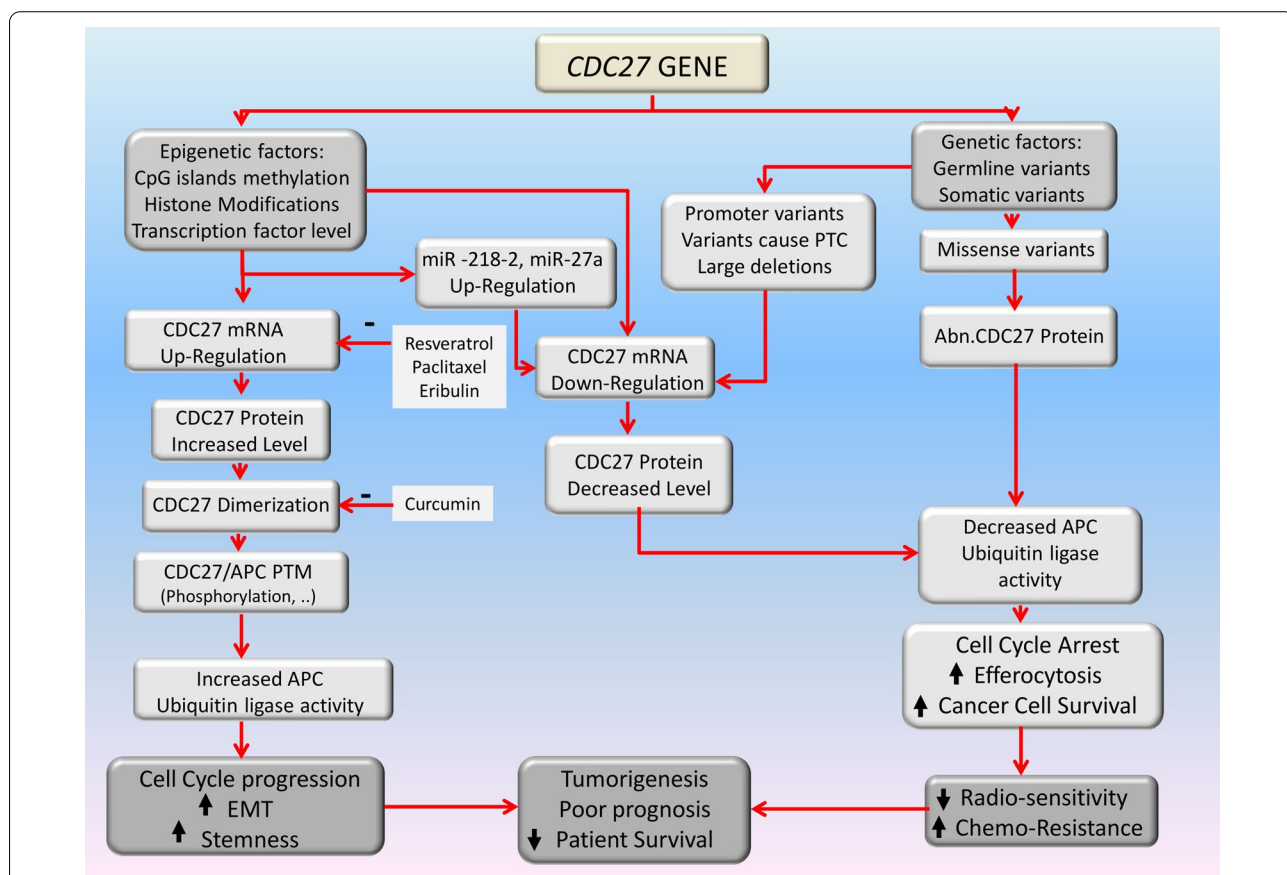 CDC27 GENE
Epigenetic factors:
CpG islands methylation
Histone Modifications
Transcription factor level
Genetic factors:
Germline variants
Somatic variants
Promoter variants
Variants cause PTC
Large deletions
Missense variants
miR -218-2, miR-27a
Up-Regulation
CDC27 mRNA
Up-Regulation
-
Resveratrol
Paclitaxel
Eribulin
CDC27 mRNA
Down-Regulation
Abn.CDC27 Protein
CDC27 Protein
Increased Level
CDC27 Protein
Decreased Level
CDC27 Dimerization
-
Curcumin
Decreased APC
Ubiquitin ligase
activity
CDC27/APC PTM
(Phosphorylation, ..)
Cell Cycle Arrest
Efferocytosis
Cancer Cell Survival
Increased APC
Ubiquitin ligase activity
Cell Cycle progression
EMT
Stemness
Tumorigenesis
Poor prognosis
Patient Survival
Radio-sensitivity
Chemo-Resistance